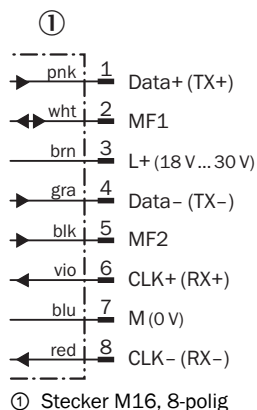 ①
pnk 1 Data+ (TX+)
wht 2 MF1
brn 3 L+ (18 V ... 30 V)
gra 4 Data– (TX–)
blk 5 MF2
vio 6 CLK+ (RX+)
blu 7 M (0 V)
red 8 CLK– (RX–)
① Stecker M16, 8-polig